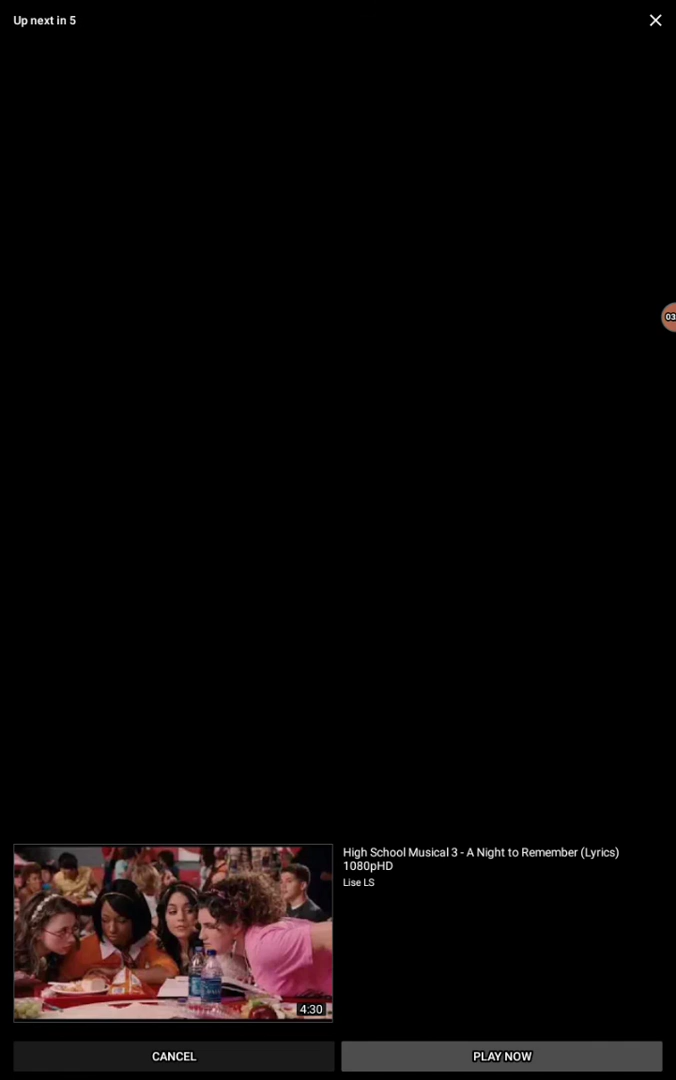 Up next in 5
03
High School Musical 3 - A Night to Remember (Lyrics)
1080pHD
Lise LS
4:30
CANCEL
PLAY NOW